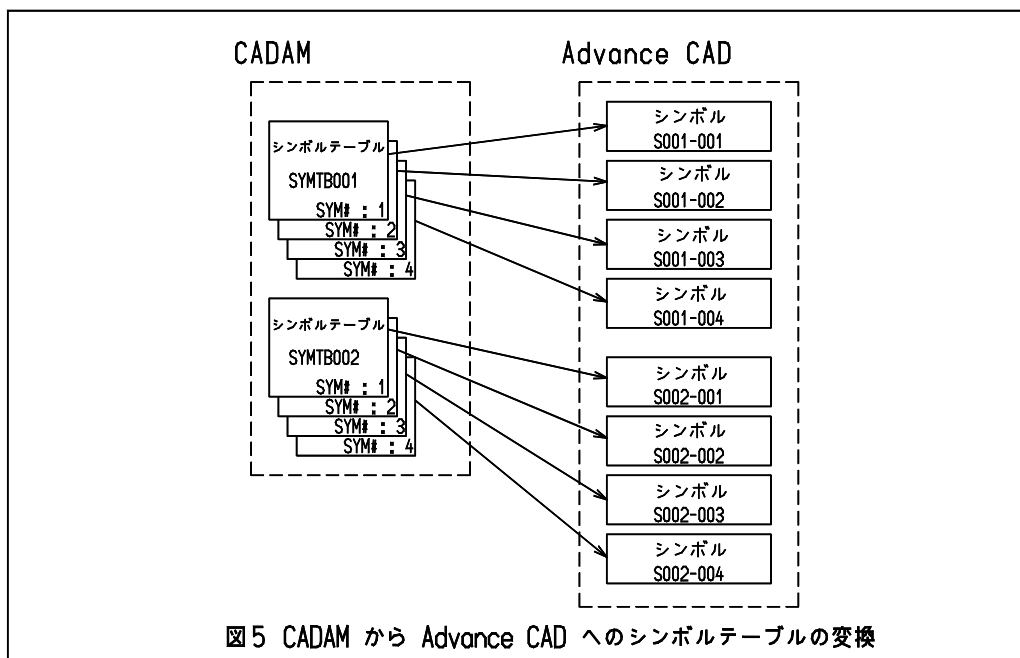 CADAM
シンボルテーブル
SYMTB001
SYM# : 1
SYM# : 2
SYM# : 3
SYM# : 4
シンボルテーブル
SYMTB002
SYM# : 1
SYM# : 2
SYM# : 3
SYM# : 4
Advance CAD
シンボル
S001-001
シンボル
S001-002
シンボル
S001-003
シンボル
S001-004
シンボル
S002-001
シンボル
S002-002
シンボル
S002-003
シンボル
S002-004
図5 CADAM から Advance CAD へのシンボルテーブルの変換